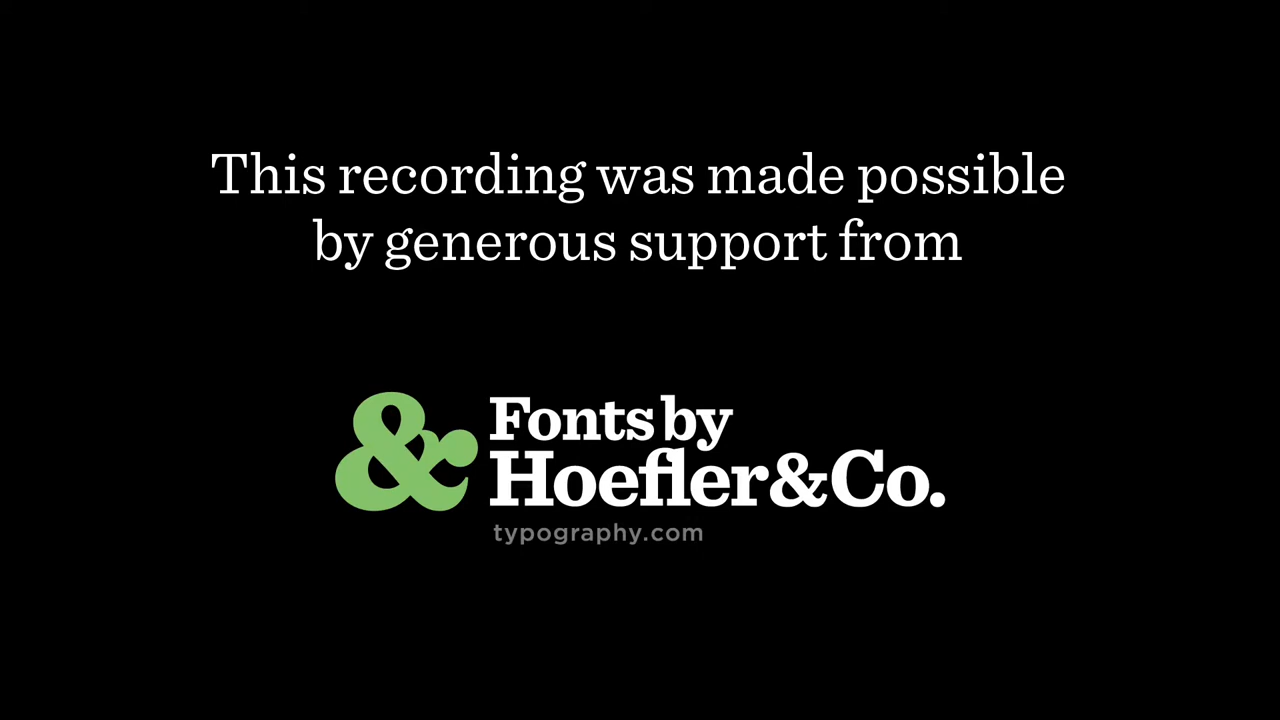 This recording was made possible
by generous support from
& Fonts by
Hoefler&Co.
typography.com